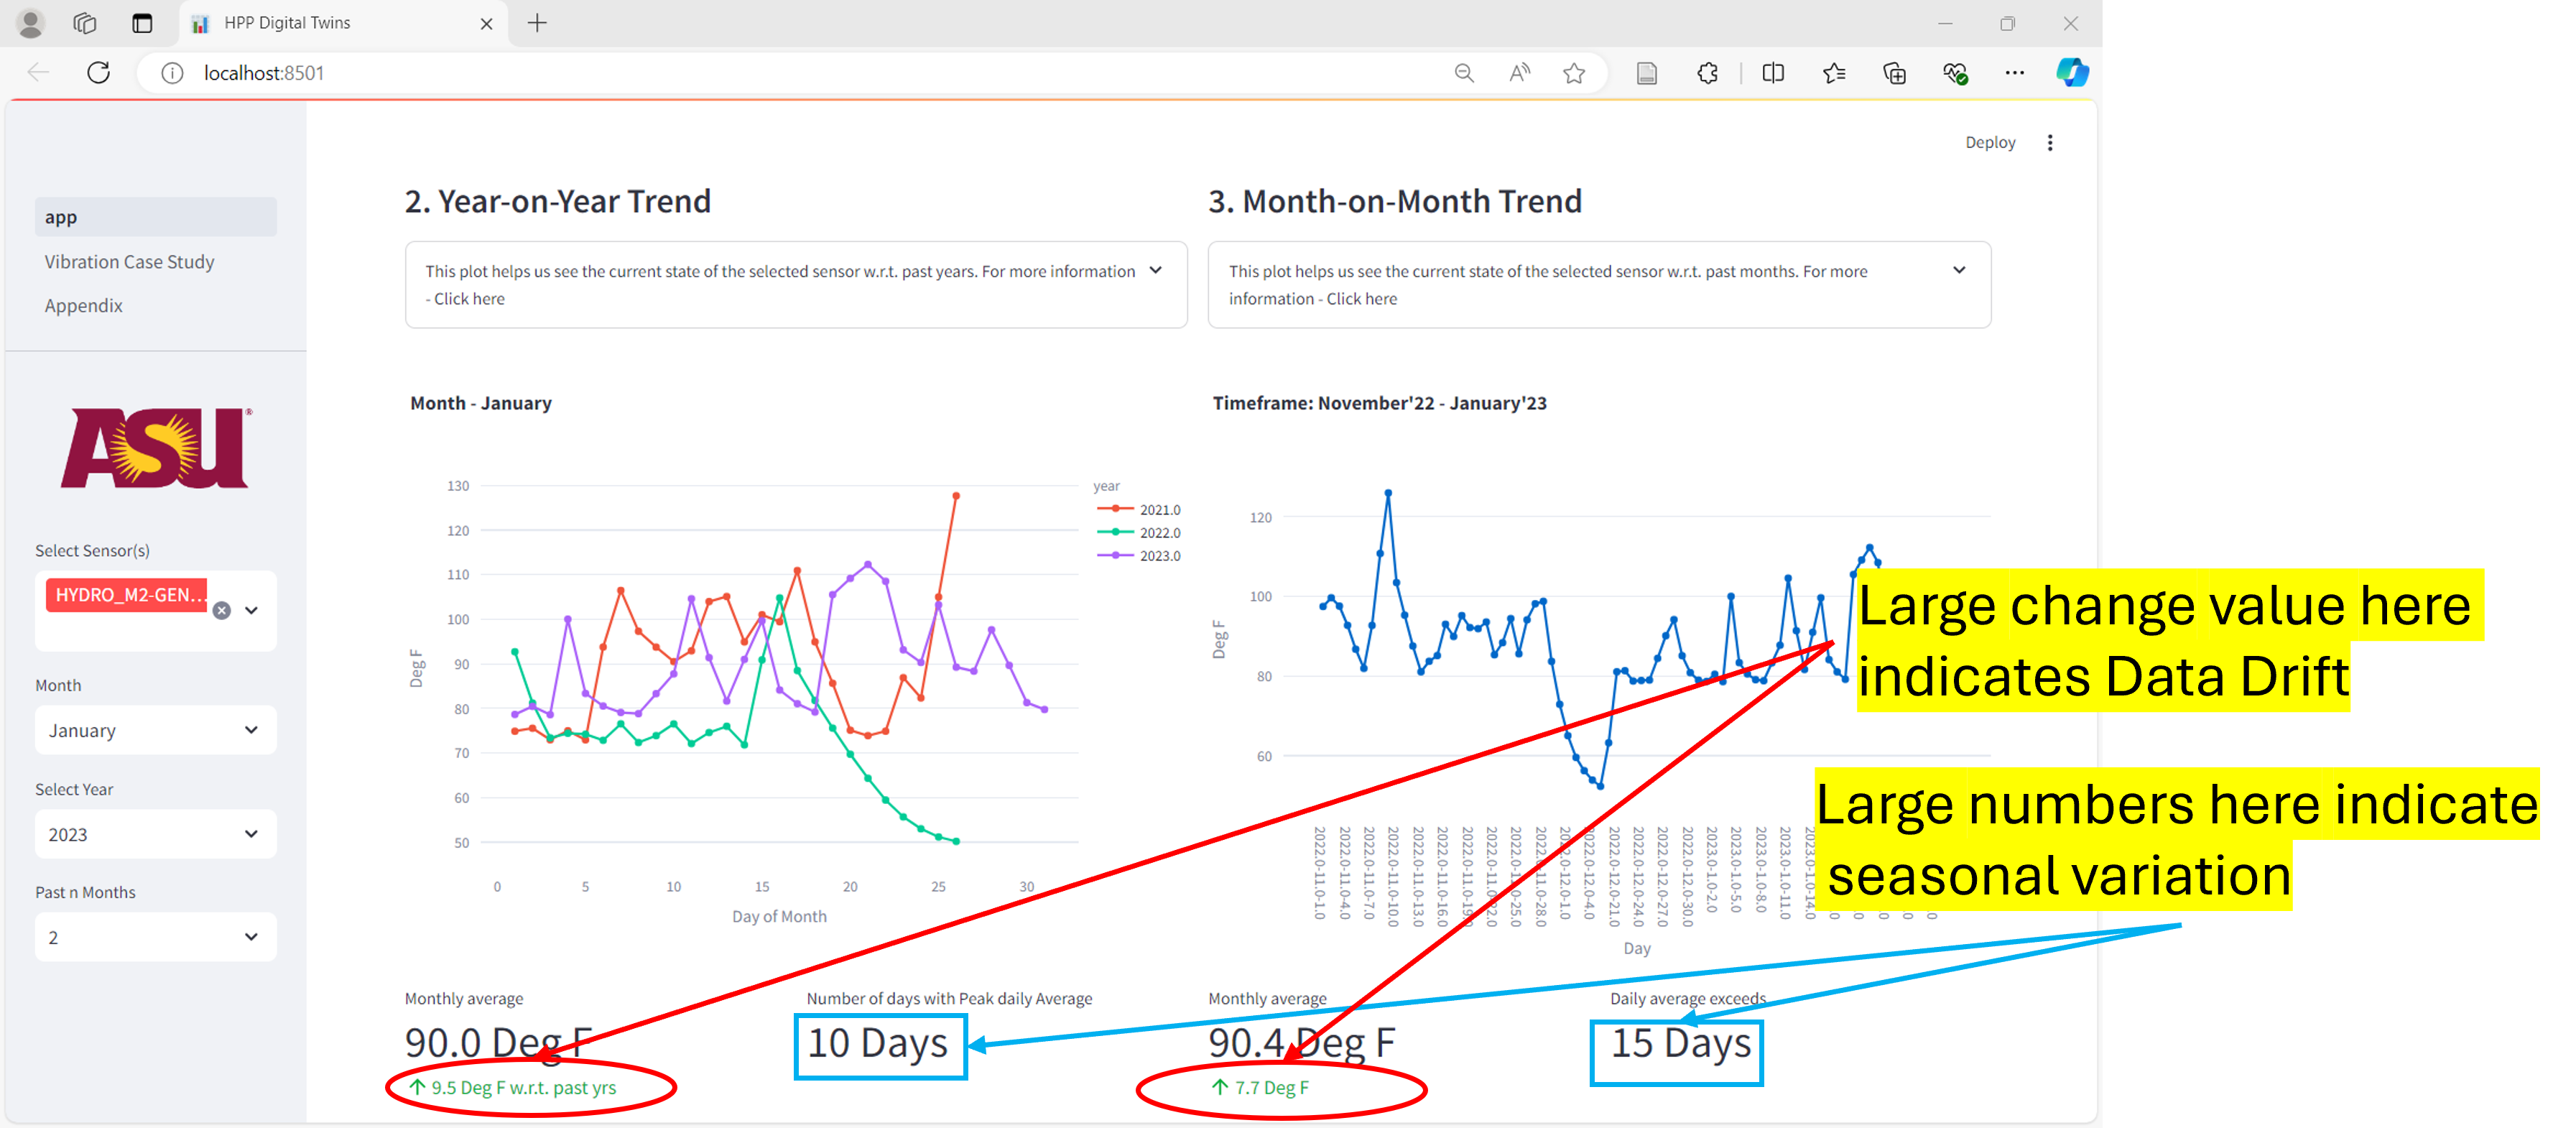 HPP Digital Twins
localhost:8501
Deploy
app
Vibration Case Study
Appendix
ASU
Select Sensor(s)
HYDRO_M2-GEN...
Month
January
Select Year
2023
Past n Months
2
2. Year-on-Year Trend
This plot helps us see the current state of the selected sensor w.r.t. past years. For more information
- Click here
Month - January
130
120
110
100
90
80
70
60
50
Deg F
0 5 10 15 20 25 30
Day of Month
year
2021.0
2022.0
2023.0
Monthly average
90.0 Deg F
↑ 9.5 Deg F w.r.t. past yrs
Number of days with Peak daily Average
10 Days
3. Month-on-Month Trend
This plot helps us see the current state of the selected sensor w.r.t. past months. For more
information - Click here
Timeframe: November'22 - January'23
120
100
80
60
Deg F
2022.0-11.0-1.0
2022.0-11.0-4.0
2022.0-11.0-7.0
2022.0-11.0-10.0
2022.0-11.0-13.0
2022.0-11.0-16.0
2022.0-11.0-25.0
2022.0-11.0-28.0
2022.0-12.0-1.0
2022.0-12.0-4.0
2022.0-12.0-21.0
2022.0-12.0-24.0
2022.0-12.0-27.0
2022.0-12.0-30.0
2023.0-1.0-2.0
2023.0-1.0-5.0
2023.0-1.0-8.0
2023.0-1.0-11.0
2023.0-1.0-14.0
Day
Monthly average
90.4 Deg F
↑ 7.7 Deg F
Daily average exceeds
15 Days
Large change value here
indicates Data Drift
Large numbers here indicate
seasonal variation